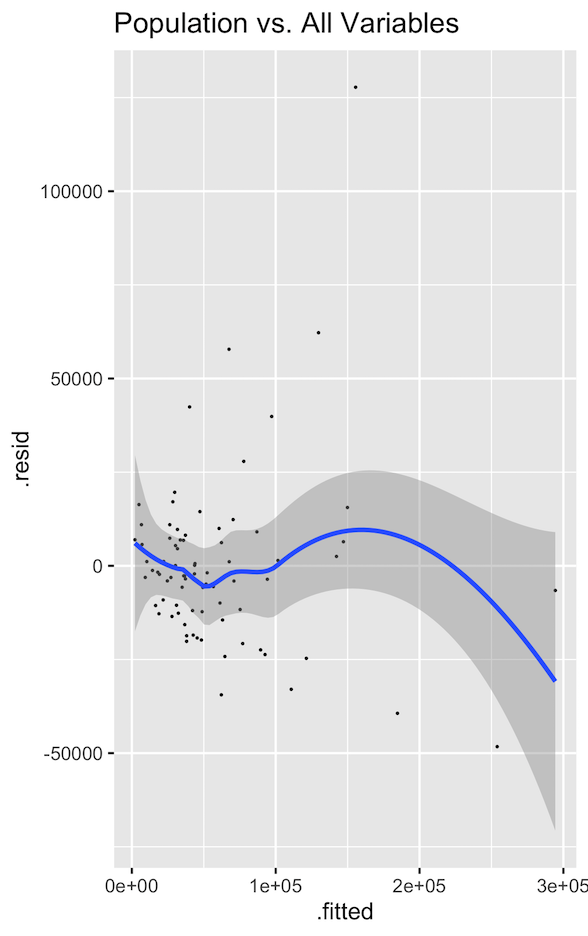 Population vs. All Variables
100000
50000
0
-50000
.resid
0e+00 1e+05 2e+05 3e+05
.fitted